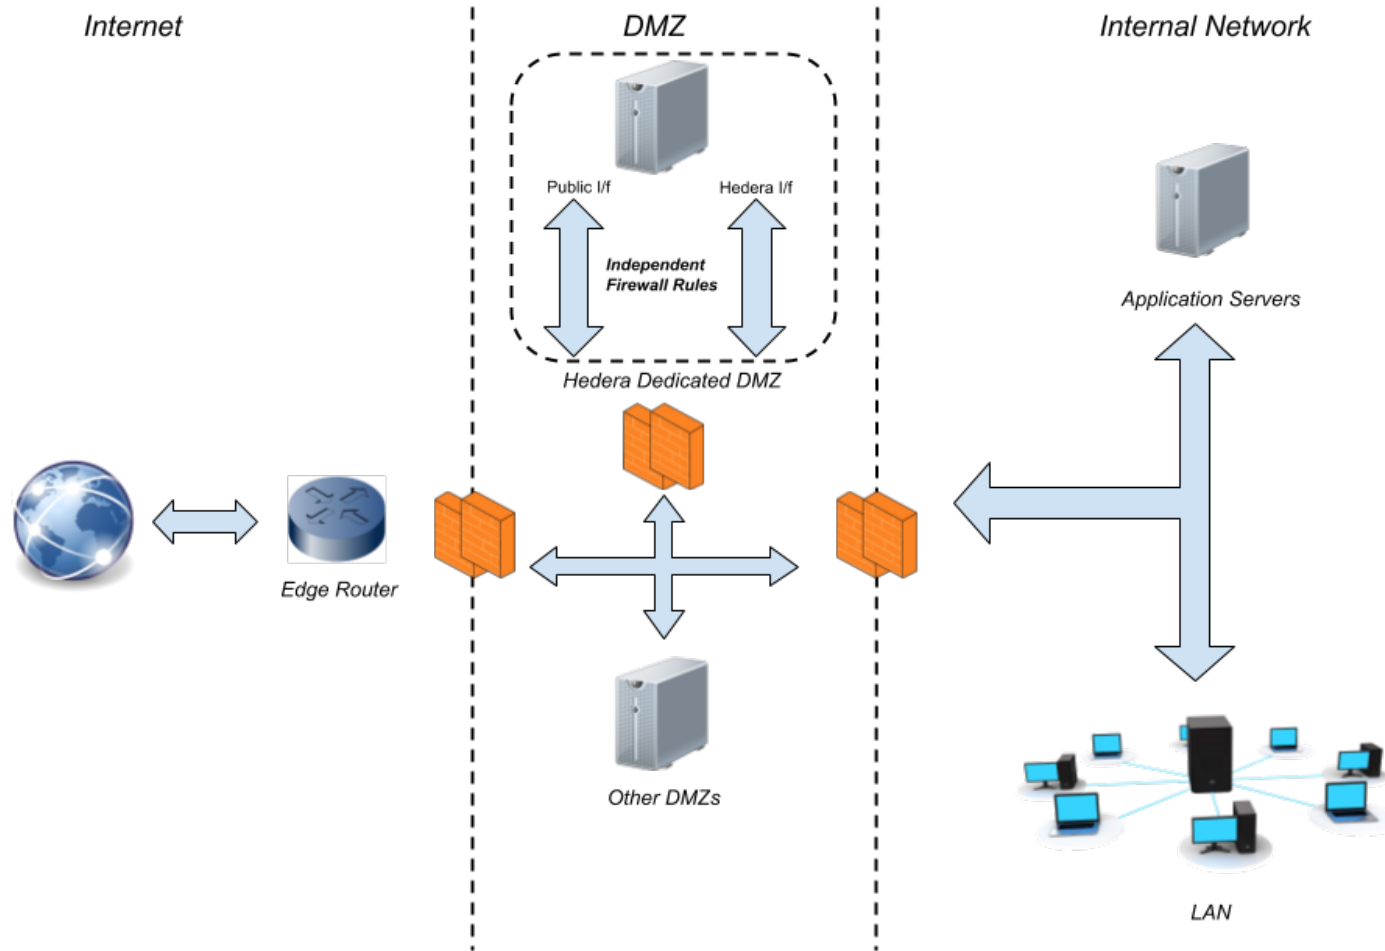 Internet
DMZ
Internal Network
Public I/f
Hedera I/f
Independent
Firewall Rules
Hedera Dedicated DMZ
Application Servers
Edge Router
Other DMZs
LAN